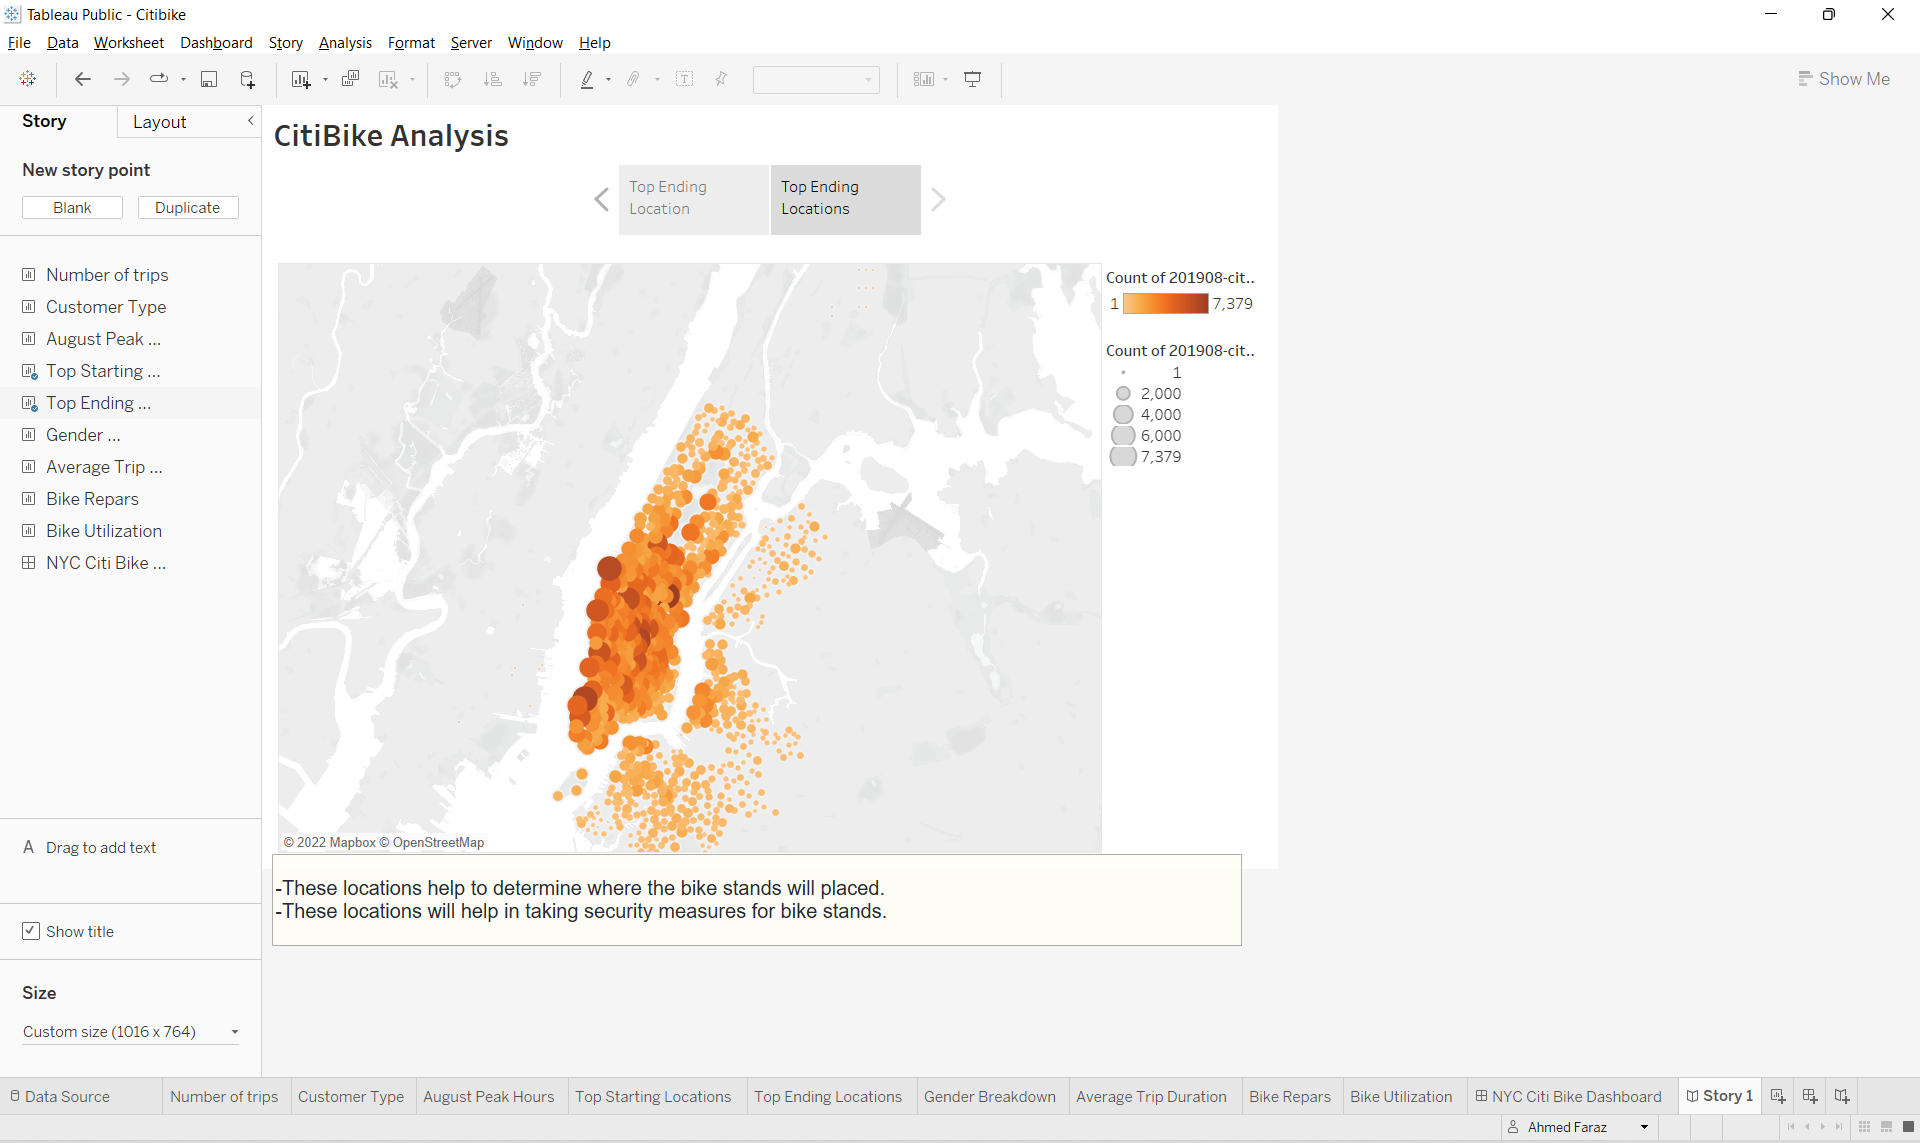 Tableau Public - Citibike
File Data Worksheet Dashboard Story Analysis Format Server Window Help
Show Me
Story
Layout
New story point
Blank
Duplicate
Number of trips
Customer Type
August Peak ...
Top Starting ...
Top Ending ...
Gender ...
Average Trip ...
Bike Repars
Bike Utilization
NYC Citi Bike ...
A Drag to add text
Show title
Size
Custom size (1016 x 764)
CitiBike Analysis
Top Ending
Location
Top Ending
Locations
Count of 201908-cit..
1 7,379
Count of 201908-cit..
1
2,000
4,000
6,000
7,379
© 2022 Mapbox © OpenStreetMap
-These locations help to determine where the bike stands will placed.
-These locations will help in taking security measures for bike stands.
Data Source Number of trips Customer Type August Peak Hours Top Starting Locations Top Ending Locations Gender Breakdown Average Trip Duration Bike Repars Bike Utilization NYC Citi Bike Dashboard Story 1
Ahmed Faraz